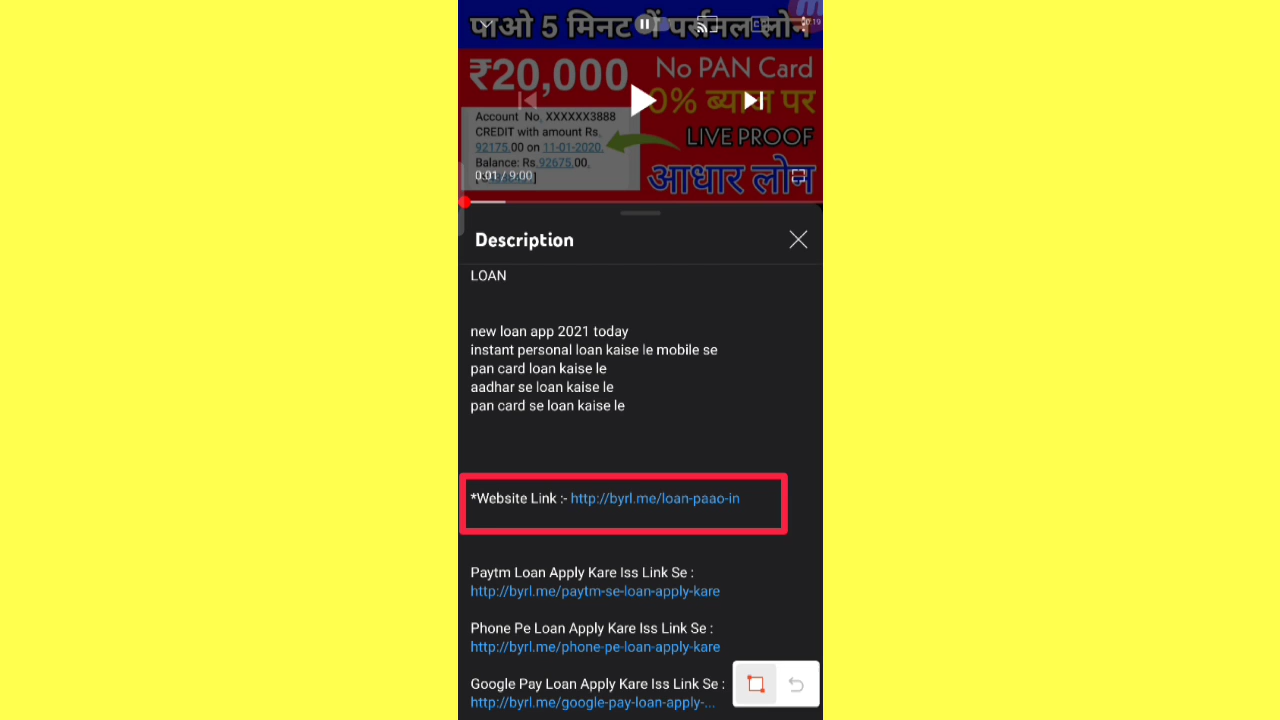 पाओ 5 मिनट में पर्सनल लोन
0:19
₹20,000
No PAN Card
0% ब्याज पर
Account No. XXXXXX3888
CREDIT with amount Rs.
92175.00 on 11-01-2020.
Balance: Rs.92675.00.
LIVE PROOF
आधार लोन
0:01 / 9:00
Description
LOAN
new loan app 2021 today
instant personal loan kaise le mobile se
pan card loan kaise le
aadhar se loan kaise le
pan card se loan kaise le
*Website Link :- http://byrl.me/loan-paao-in
Paytm Loan Apply Kare Iss Link Se :
http://byrl.me/paytm-se-loan-apply-kare
Phone Pe Loan Apply Kare Iss Link Se :
http://byrl.me/phone-pe-loan-apply-kare
Google Pay Loan Apply Kare Iss Link Se :
http://byrl.me/google-pay-loan-apply-...